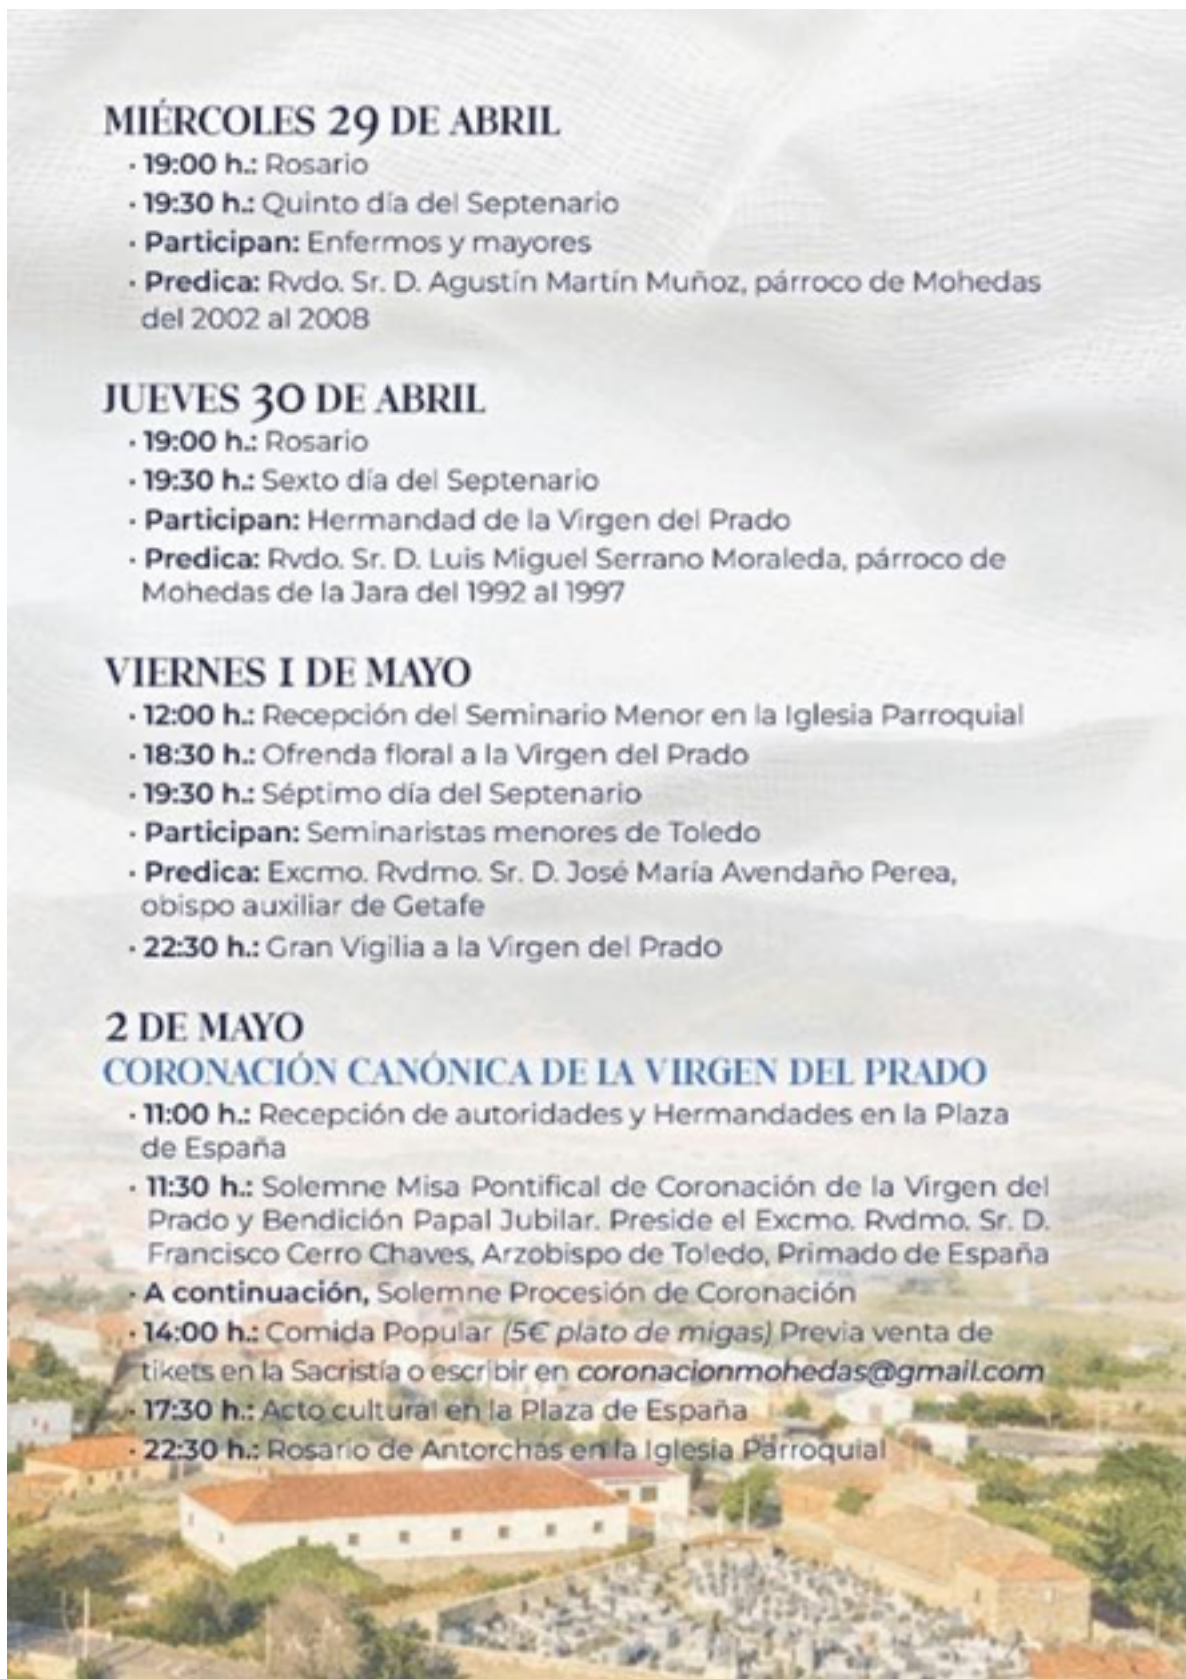 MIÉRCOLES 29 DE ABRIL
· 19:00 h.: Rosario
· 19:30 h.: Quinto día del Septenario
· Participan: Enfermos y mayores
· Predica: Rvdo. Sr. D. Agustín Martín Muñoz, párroco de Mohedas
del 2002 al 2008
JUEVES 30 DE ABRIL
· 19:00 h.: Rosario
· 19:30 h.: Sexto día del Septenario
· Participan: Hermandad de la Virgen del Prado
· Predica: Rvdo. Sr. D. Luis Miguel Serrano Moraleda, párroco de
Mohedas de la Jara del 1992 al 1997
VIERNES 1 DE MAYO
· 12:00 h.: Recepción del Seminario Menor en la Iglesia Parroquial
· 18:30 h.: Ofrenda floral a la Virgen del Prado
· 19:30 h.: Séptimo día del Septenario
· Participan: Seminaristas menores de Toledo
· Predica: Excmo. Rvdmo. Sr. D. José María Avendaño Perea,
obispo auxiliar de Getafe
· 22:30 h.: Gran Vigilia a la Virgen del Prado
2 DE MAYO
CORONACIÓN CANÓNICA DE LA VIRGEN DEL PRADO
· 11:00 h.: Recepción de autoridades y Hermandades en la Plaza
de España
· 11:30 h.: Solemne Misa Pontifical de Coronación de la Virgen del
Prado y Bendición Papal Jubilar. Preside el Excmo. Rvdmo. Sr. D.
Francisco Cerro Chaves, Arzobispo de Toledo, Primado de España
· A continuación, Solemne Procesión de Coronación
· 14:00 h.: Comida Popular (5€ plato de migas) Previa venta de
tikets en la Sacristía o escribir en coronacionmohedas@gmail.com
· 17:30 h.: Acto cultural en la Plaza de España
· 22:30 h.: Rosario de Antorchas en la Iglesia Parroquial